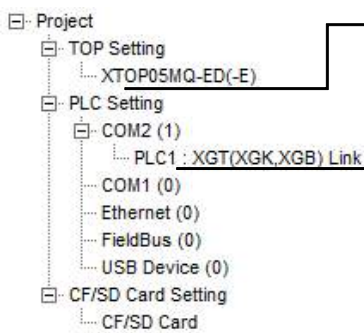 Project
TOP Setting
XTOP05MQ-ED(-E)
PLC Setting
COM2 (1)
PLC1 : XGT(XGK,XGB) Link
COM1 (0)
Ethernet (0)
FieldBus (0)
USB Device (0)
CF/SD Card Setting
CF/SD Card